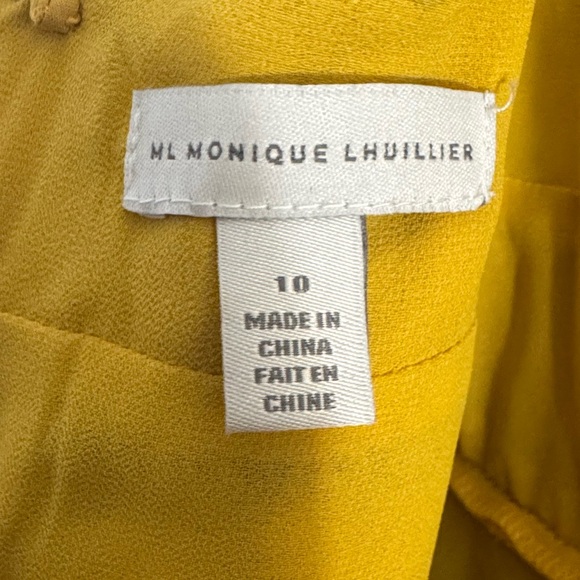 ML MONIQUE LHUILLIER
10
MADE IN
CHINA
FAIT EN
CHINE